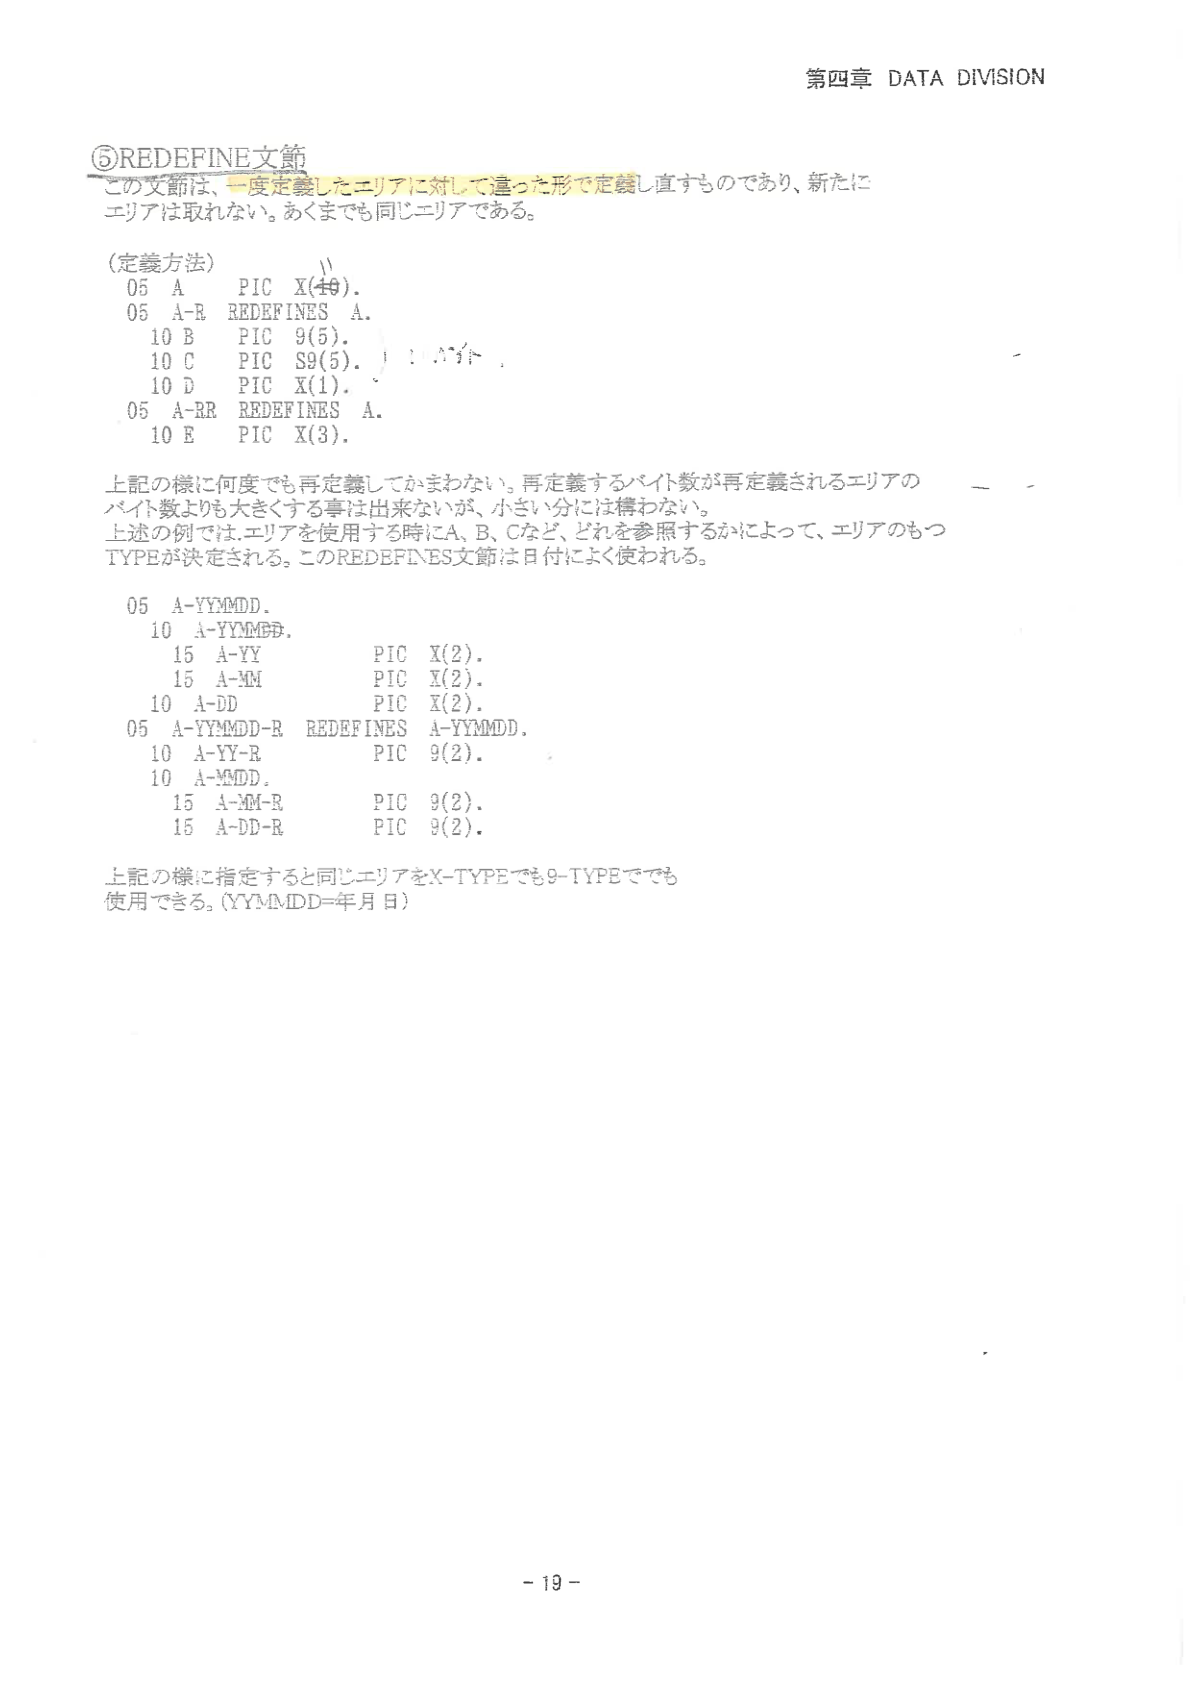 第四章 DATA DIVISION
⑤REDEFINE文節
この文節は、一度定義したエリアに対して違った形で定義し直すものであり、新たに
エリアは取れない。あくまでも同じエリアである。
(定義方法)
11
05 A PIC X(10).
05 A-R REDEFINES A.
10 B PIC 9(5).
10 C PIC S9(5). バイト
10 D PIC X(1).
05 A-RR REDEFINES A.
10 E PIC X(3).
上記の様に何度でも再定義してかまわない。再定義するバイト数が再定義されるエリアの
バイト数よりも大きくする事は出来ないが、小さい分には構わない。
上述の例では.エリアを使用する時にA、B、Cなど、どれを参照するかによって、エリアのもつ
TYPEが決定される。このREDEFINES文節は日付によく使われる。
05 A-YYMMDD.
10 A-YYMMDD.
15 A-YY PIC X(2).
15 A-MM PIC X(2).
10 A-DD PIC X(2).
05 A-YYMMDD-R REDEFINES A-YYMMDD.
10 A-YY-R PIC 9(2).
10 A-MMDD.
15 A-MM-R PIC 9(2).
15 A-DD-R PIC 9(2).
上記の様に指定すると同じエリアをX-TYPEでも9-TYPEででも
使用できる。(YYMMDD=年月日)
- 19 -